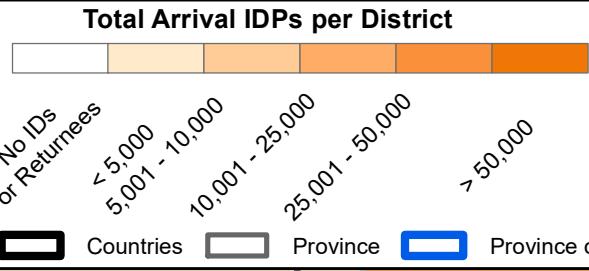 Total Arrival IDPs per District
No IDs
or Returnees
< 5,000
5,001 - 10,000
10,001 - 25,000
25,001 - 50,000
> 50,000
Countries
Province
Province